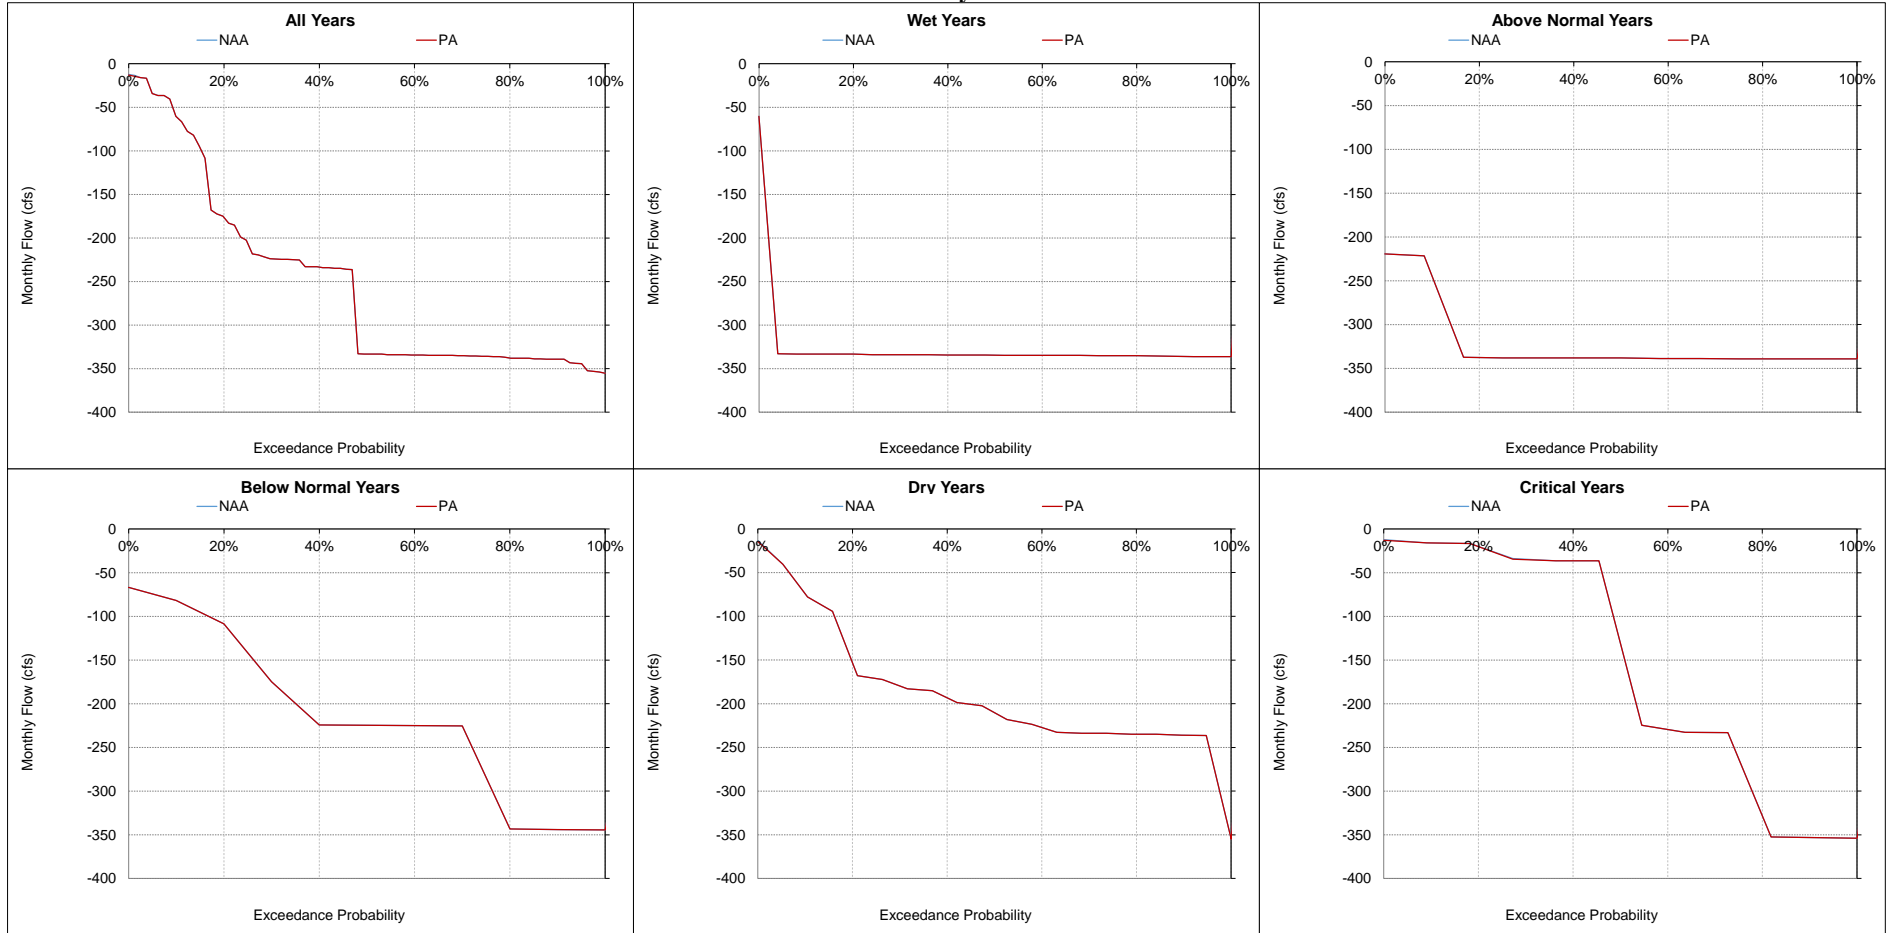 All Years
NAA PA
0
-50
-100
-150
-200
-250
-300
-350
-400
0% 20% 40% 60% 80% 100%
Monthly Flow (cfs)
Exceedance Probability
Wet Years
NAA PA
0
-50
-100
-150
-200
-250
-300
-350
-400
0% 20% 40% 60% 80% 100%
Monthly Flow (cfs)
Exceedance Probability
Above Normal Years
NAA PA
0
-50
-100
-150
-200
-250
-300
-350
-400
0% 20% 40% 60% 80% 100%
Monthly Flow (cfs)
Exceedance Probability
Below Normal Years
NAA PA
0
-50
-100
-150
-200
-250
-300
-350
-400
0% 20% 40% 60% 80% 100%
Monthly Flow (cfs)
Exceedance Probability
Dry Years
NAA PA
0
-50
-100
-150
-200
-250
-300
-350
-400
0% 20% 40% 60% 80% 100%
Monthly Flow (cfs)
Exceedance Probability
Critical Years
NAA PA
0
-50
-100
-150
-200
-250
-300
-350
-400
0% 20% 40% 60% 80% 100%
Monthly Flow (cfs)
Exceedance Probability